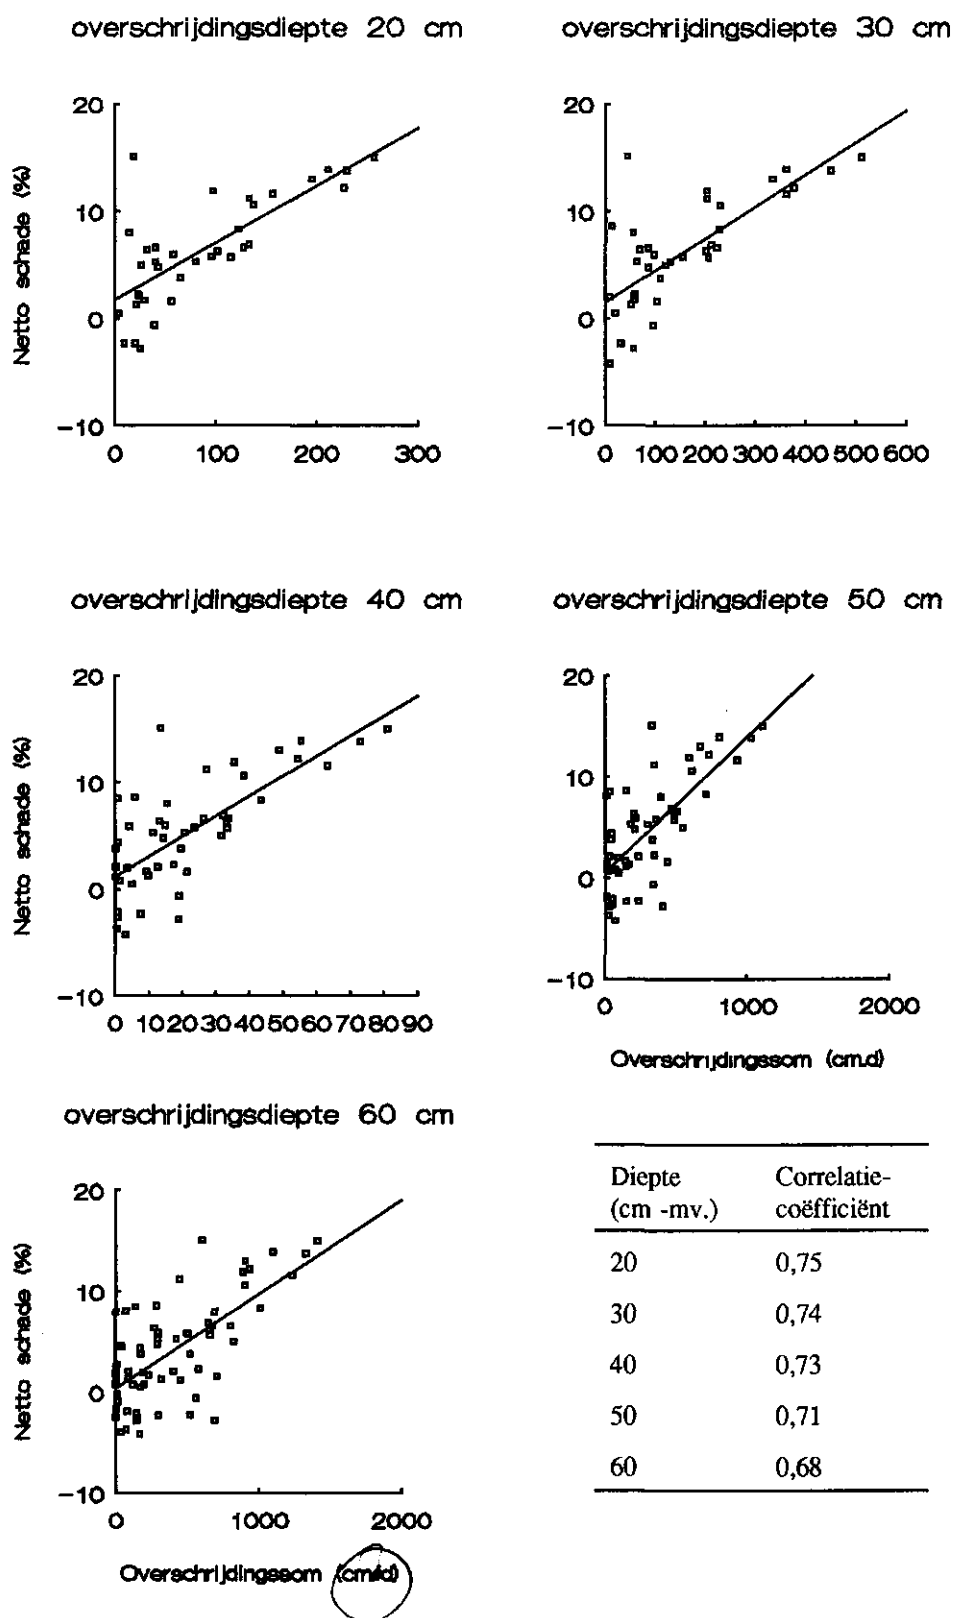 overschrijdingsdiepte 20 cm
overschrijdingsdiepte 30 cm
Netto schade (%)
20
10
0
-10
0 100 200 300
20
10
0
-10
0 100 200 300 400 500 600
overschrijdingsdiepte 40 cm
overschrijdingsdiepte 50 cm
Netto schade (%)
20
10
0
-10
0 10 20 30 40 50 60 70 80 90
20
10
0
-10
0 1000 2000
Overschrijdingssom (cm.d)
overschrijdingsdiepte 60 cm
Netto schade (%)
20
10
0
-10
0 1000 2000
Overschrijdingssom (cm/d)
Diepte Correlatie-
(cm -mv.) coëfficiënt
20 0,75
30 0,74
40 0,73
50 0,71
60 0,68